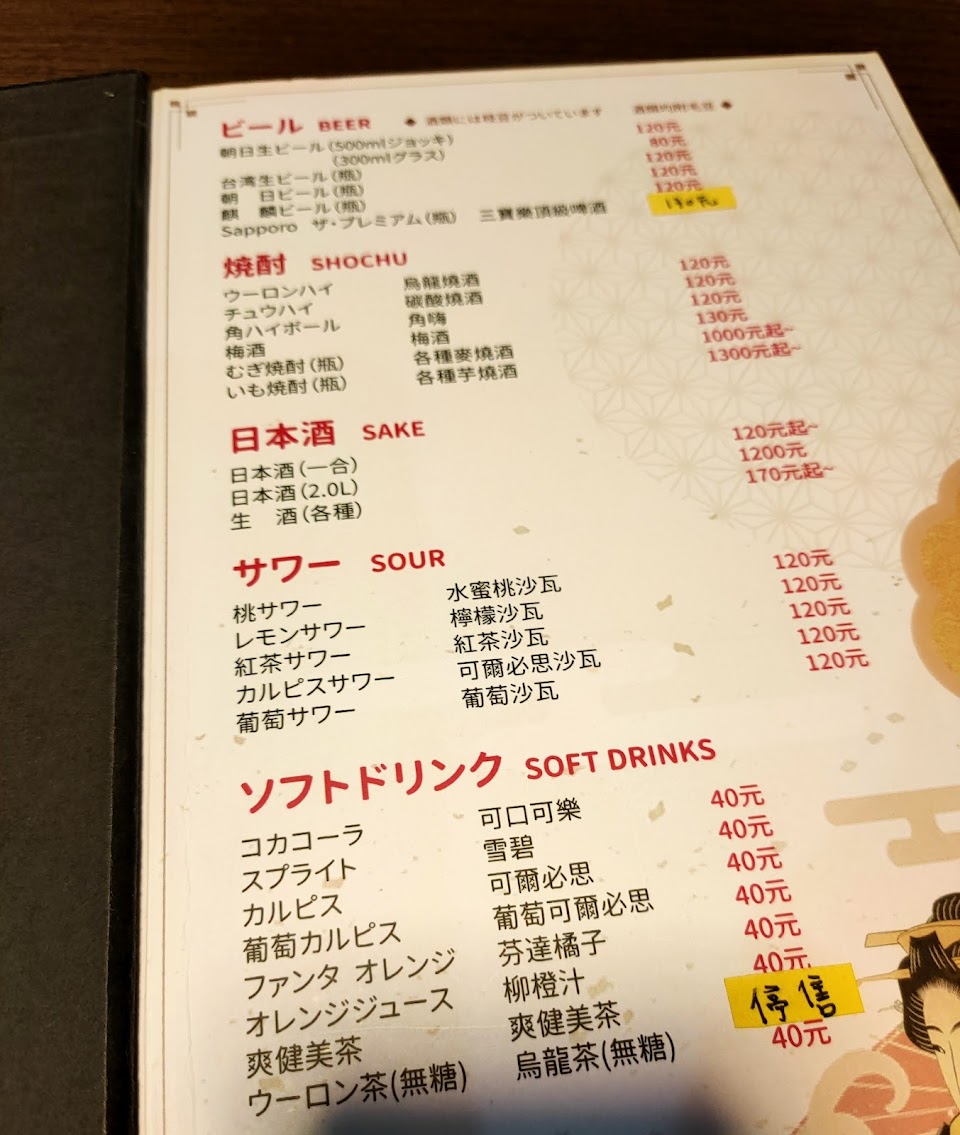 ビール BEER ♠ 酒類には枝豆がついています 酒類內附毛豆 ♠
朝日生ビール(500mlジョッキ) 120元
(300mlグラス) 80元
台湾生ビール(瓶) 120元
朝 日ビール(瓶) 120元
麒 麟ビール(瓶) 120元
Sapporo ザ・プレミアム(瓶) 三寶樂頂級啤酒
焼酎 SHOCHU
ウーロンハイ 烏龍燒酒 120元
チュウハイ 碳酸燒酒 120元
角ハイボール 角嗨 120元
梅酒 梅酒 130元
むぎ焼酎(瓶) 各種麥燒酒 1000元起~
いも焼酎(瓶) 各種芋燒酒 1300元起~
日本酒 SAKE
日本酒(一合) 120元起~
日本酒(2.0L) 1200元
生 酒(各種) 170元起~
サワー SOUR
桃サワー 水蜜桃沙瓦 120元
レモンサワー 檸檬沙瓦 120元
紅茶サワー 紅茶沙瓦 120元
カルピスサワー 可爾必思沙瓦 120元
葡萄サワー 葡萄沙瓦 120元
ソフトドリンク SOFT DRINKS
コカコーラ 可口可樂 40元
スプライト 雪碧 40元
カルピス 可爾必思 40元
葡萄カルピス 葡萄可爾必思 40元
ファンタ オレンジ 芬達橘子 40元
オレンジジュース 柳橙汁 40元
爽健美茶 爽健美茶 停售
ウーロン茶(無糖) 烏龍茶(無糖) 40元